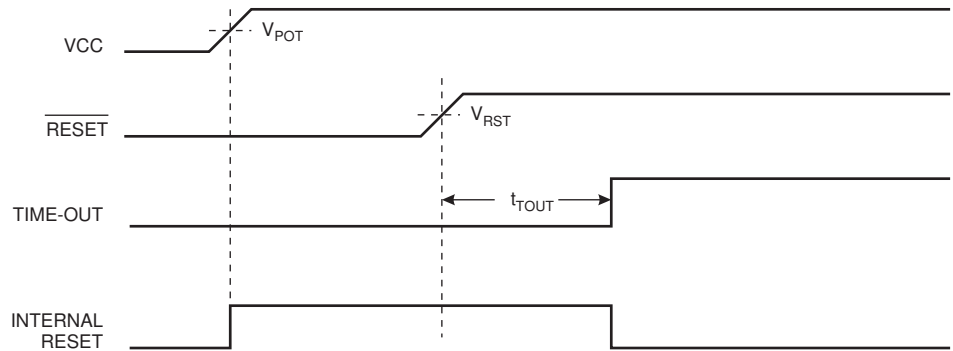 VCC
VPOT
RESET
VRST
TIME-OUT
tTOUT
INTERNAL
RESET